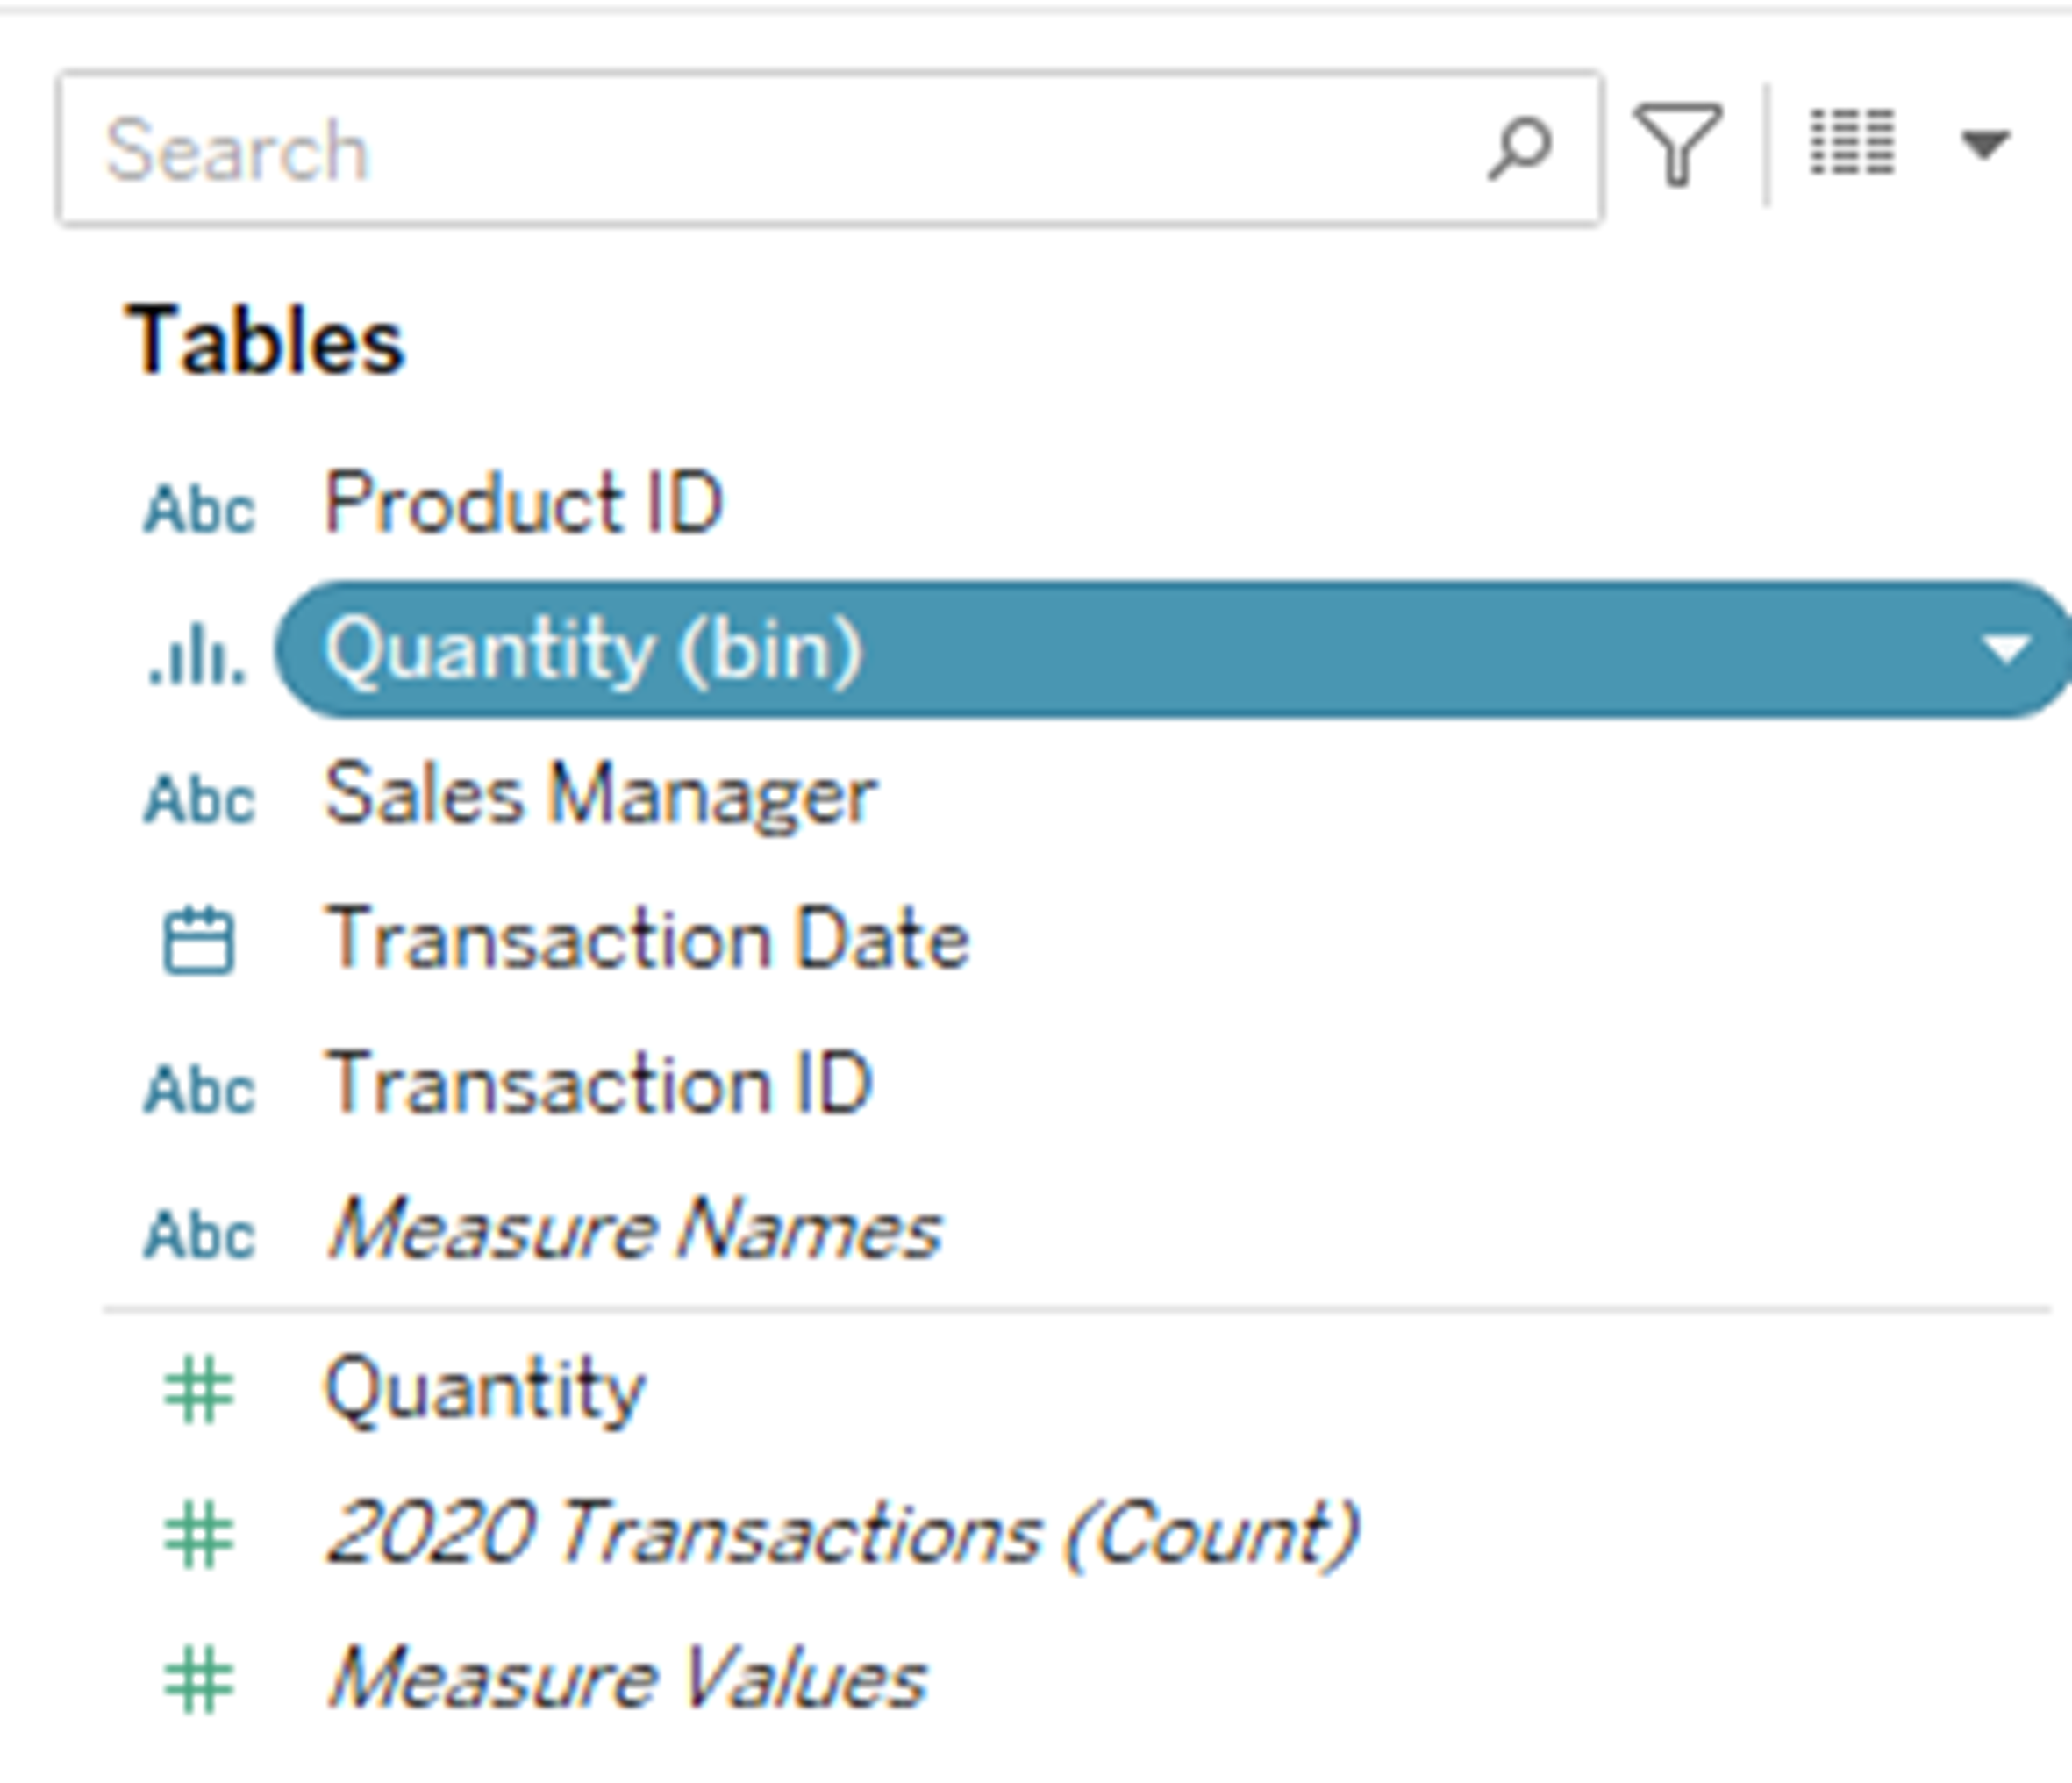 Search
Tables
Abc Product ID
Quantity (bin)
Abc Sales Manager
Transaction Date
Abc Transaction ID
Abc Measure Names
# Quantity
# 2020 Transactions (Count)
# Measure Values